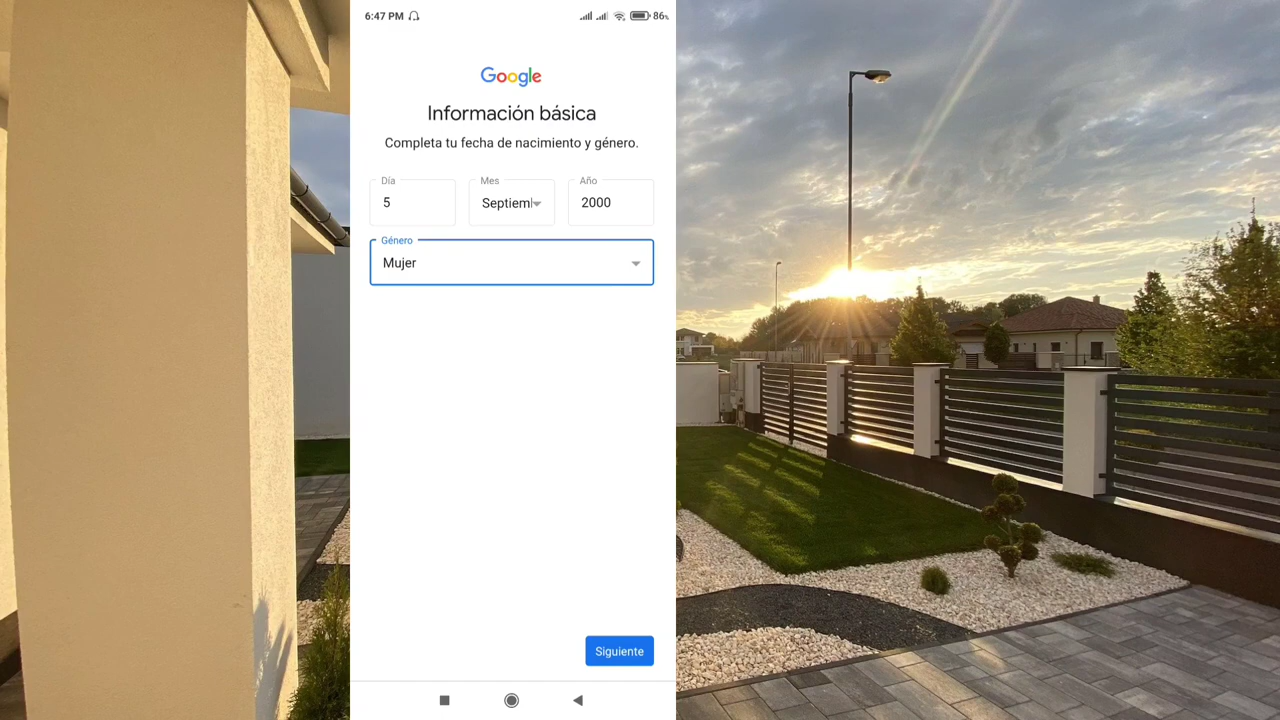 6:47 PM 86%
Google
Información básica
Completa tu fecha de nacimiento y género.
Día Mes Año
5 Septiem 2000
Género
Mujer
Siguiente